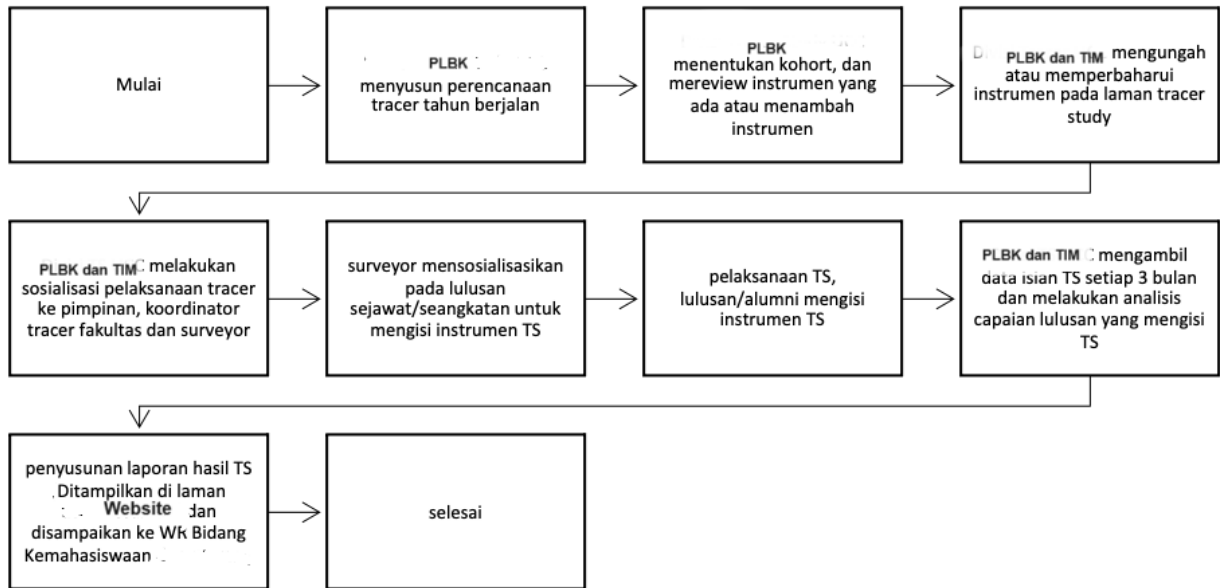 Mulai
PLBK
menyusun perencanaan
tracer tahun berjalan
PLBK
menentukan kohort, dan
mereview instrumen yang
ada atau menambah
instrumen
PLBK dan TIM mengungah
atau memperbaharui
instrumen pada laman tracer
study
PLBK dan TIM melakukan
sosialisasi pelaksanaan tracer
ke pimpinan, koordinator
tracer fakultas dan surveyor
surveyor mensosialisasikan
pada lulusan
sejawat/seangkatan untuk
mengisi instrumen TS
pelaksanaan TS,
lulusan/alumni mengisi
instrumen TS
PLBK dan TIM mengambil
data isian TS setiap 3 bulan
dan melakukan analisis
capaian lulusan yang mengisi
TS
penyusunan laporan hasil TS
Ditampilkan di laman
Website dan
disampaikan ke WR Bidang
Kemahasiswaan
selesai